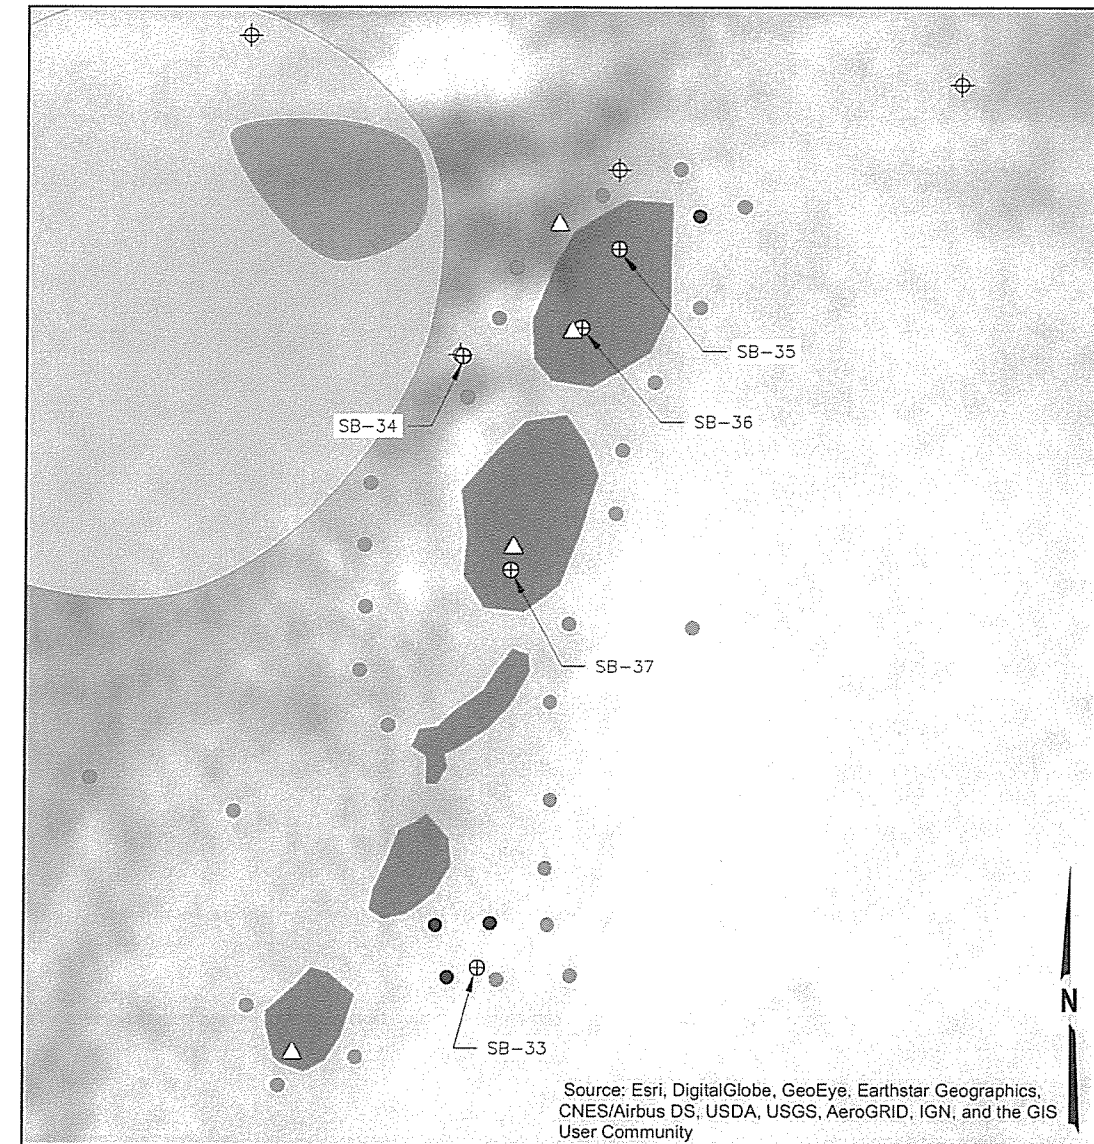 SB-35
SB-36
SB-34
SB-37
N
SB-33
Source: Esri, DigitalGlobe, GeoEye, Earthstar Geographics,
CNES/Airbus DS, USDA, USGS, AeroGRID, IGN, and the GIS
User Community